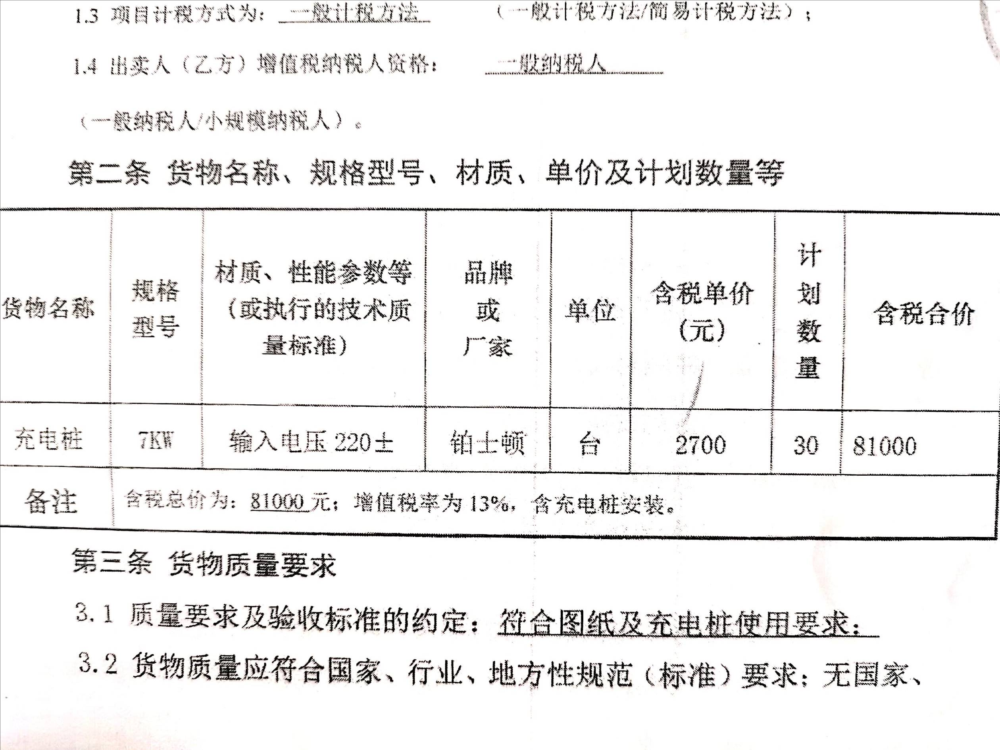 1.3 项目计税方式为： 一般计税方法 （一般计税方法/简易计税方法）；
1.4 出卖人（乙方）增值税纳税人资格： 一般纳税人
（一般纳税人/小规模纳税人）。
第二条 货物名称、规格型号、材质、单价及计划数量等
货物名称
规格
型号
材质、性能参数等
（或执行的技术质
量标准）
品牌
或
厂家
单位
含税单价
（元）
计
划
数
量
含税合价
充电桩 7KW 输入电压 220± 铂士顿 台 2700 30 81000
备注 含税总价为：81000 元；增值税率为 13%，含充电桩安装。
第三条 货物质量要求
3.1 质量要求及验收标准的约定：符合图纸及充电桩使用要求；
3.2 货物质量应符合国家、行业、地方性规范（标准）要求；无国家、